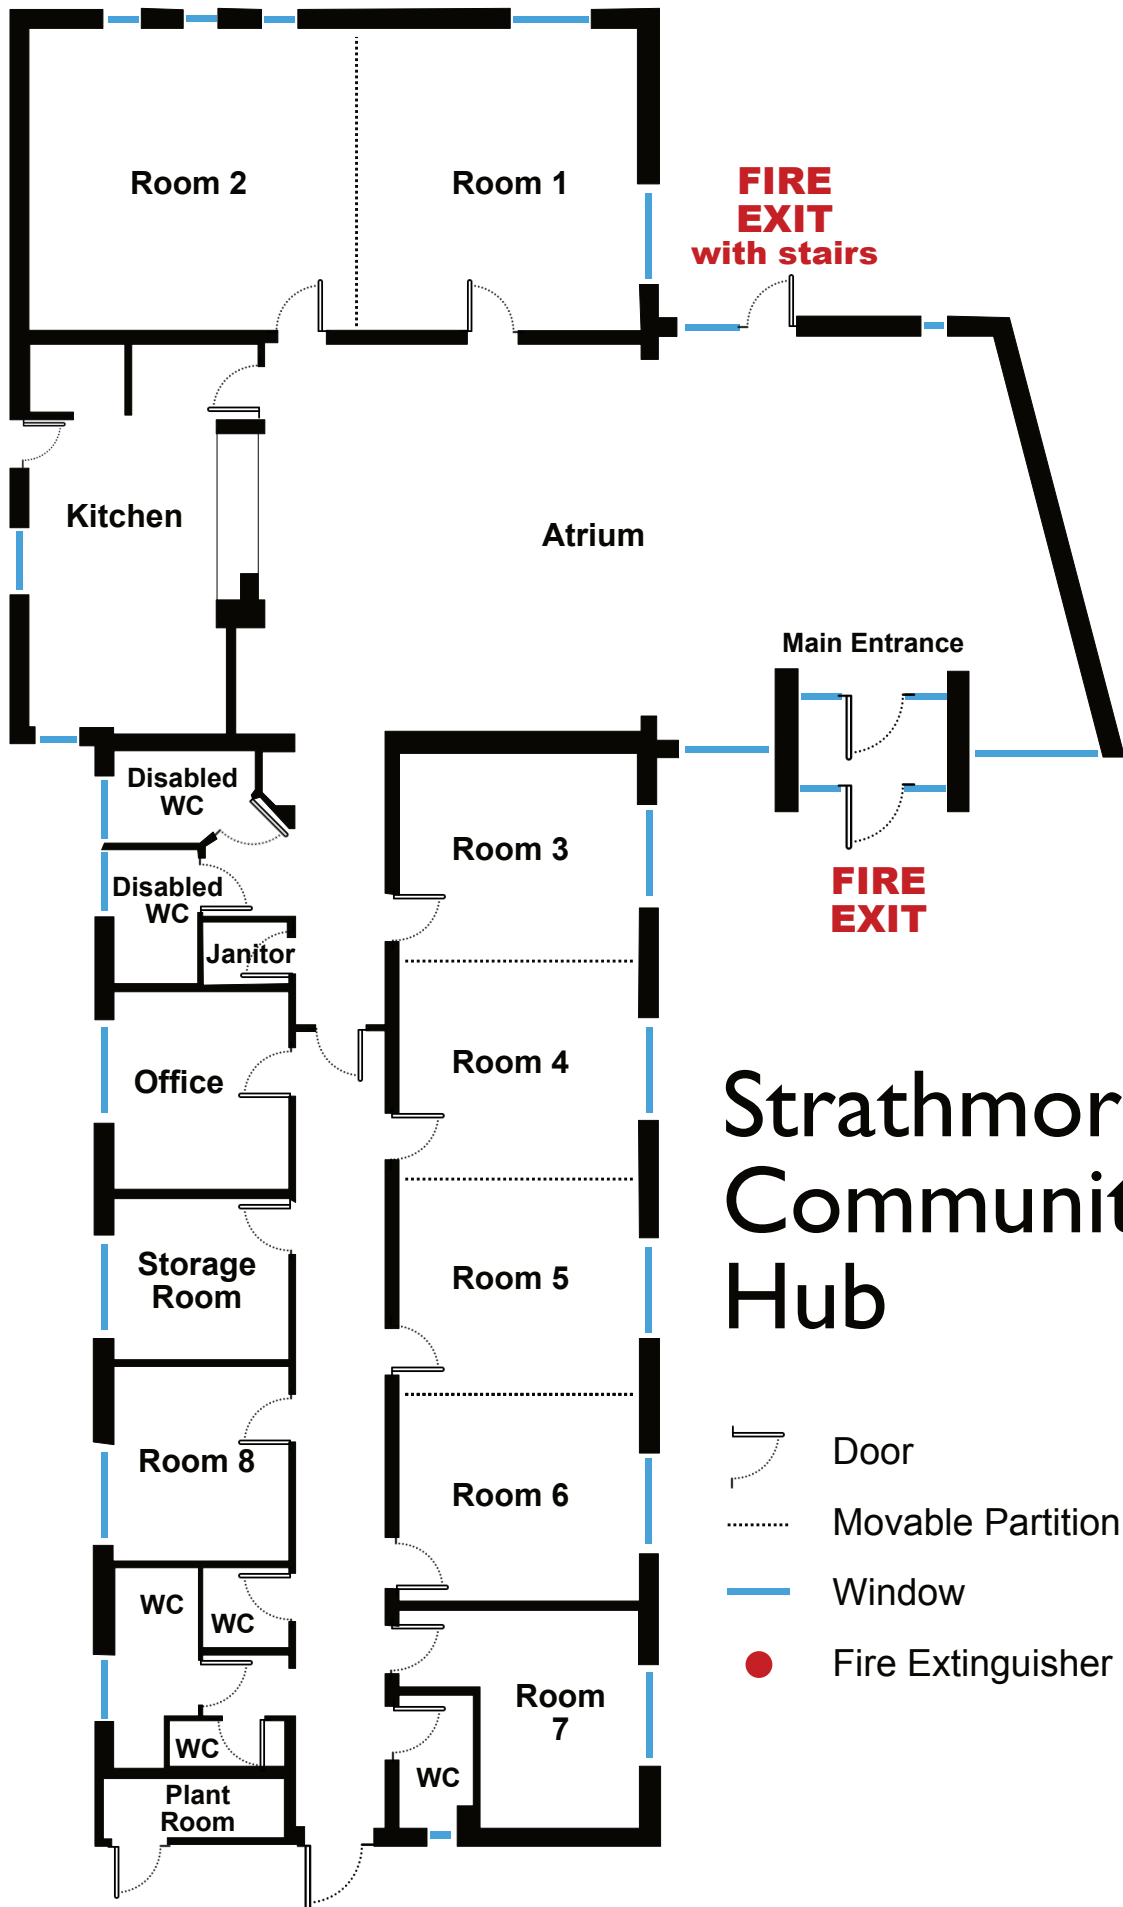 Room 2
Room 1
FIRE
EXIT
with stairs
Kitchen
Atrium
Main Entrance
Disabled
WC
Room 3
FIRE
EXIT
Disabled
WC
Janitor
Office
Room 4
Strathmor
Communit
Hub
Storage
Room
Room 5
Room 8
Room 6
Door
Movable Partition
Window
Fire Extinguisher
WC
WC
Room
7
WC
WC
Plant
Room